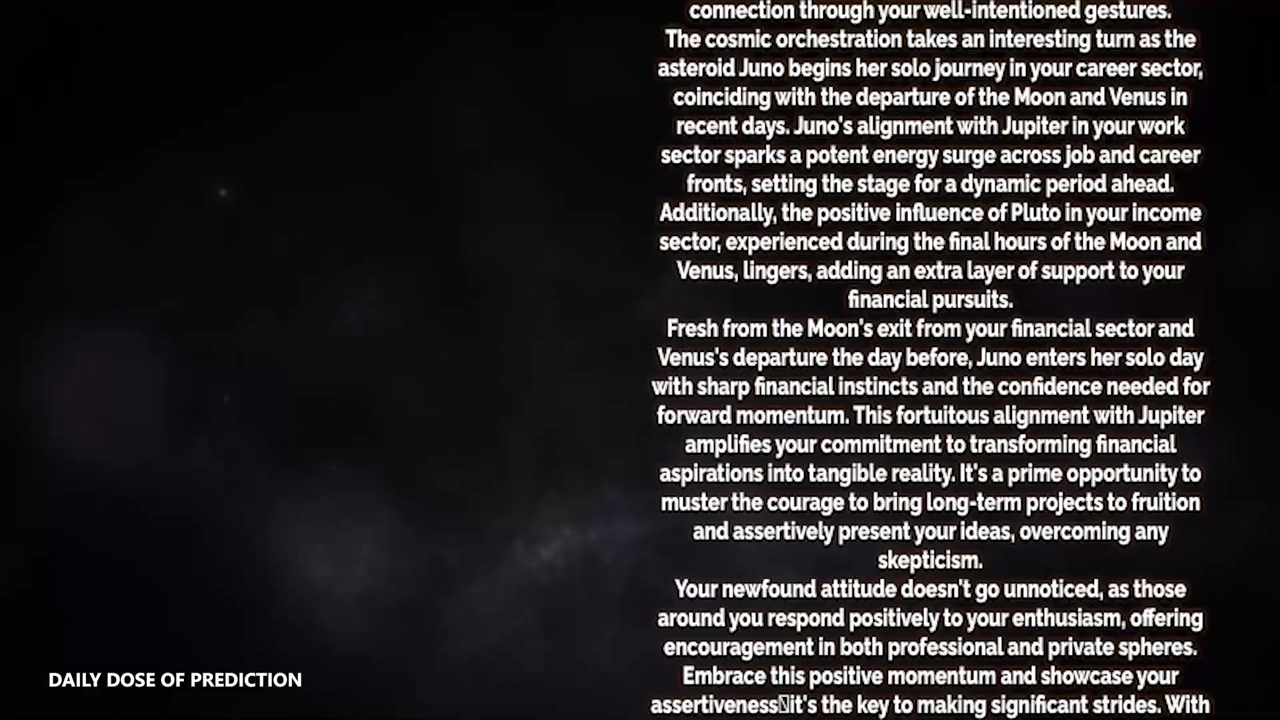 connection through your well-intentioned gestures.
The cosmic orchestration takes an interesting turn as the
asteroid Juno begins her solo journey in your career sector,
coinciding with the departure of the Moon and Venus in
recent days. Juno's alignment with Jupiter in your work
sector sparks a potent energy surge across job and career
fronts, setting the stage for a dynamic period ahead.
Additionally, the positive influence of Pluto in your income
sector, experienced during the final hours of the Moon and
Venus, lingers, adding an extra layer of support to your
financial pursuits.
Fresh from the Moon's exit from your financial sector and
Venus's departure the day before, Juno enters her solo day
with sharp financial instincts and the confidence needed for
forward momentum. This fortuitous alignment with Jupiter
amplifies your commitment to transforming financial
aspirations into tangible reality. It's a prime opportunity to
muster the courage to bring long-term projects to fruition
and assertively present your ideas, overcoming any
skepticism.
Your newfound attitude doesn't go unnoticed, as those
around you respond positively to your enthusiasm, offering
encouragement in both professional and private spheres.
Embrace this positive momentum and showcase your
assertiveness▯it's the key to making significant strides. With
DAILY DOSE OF PREDICTION